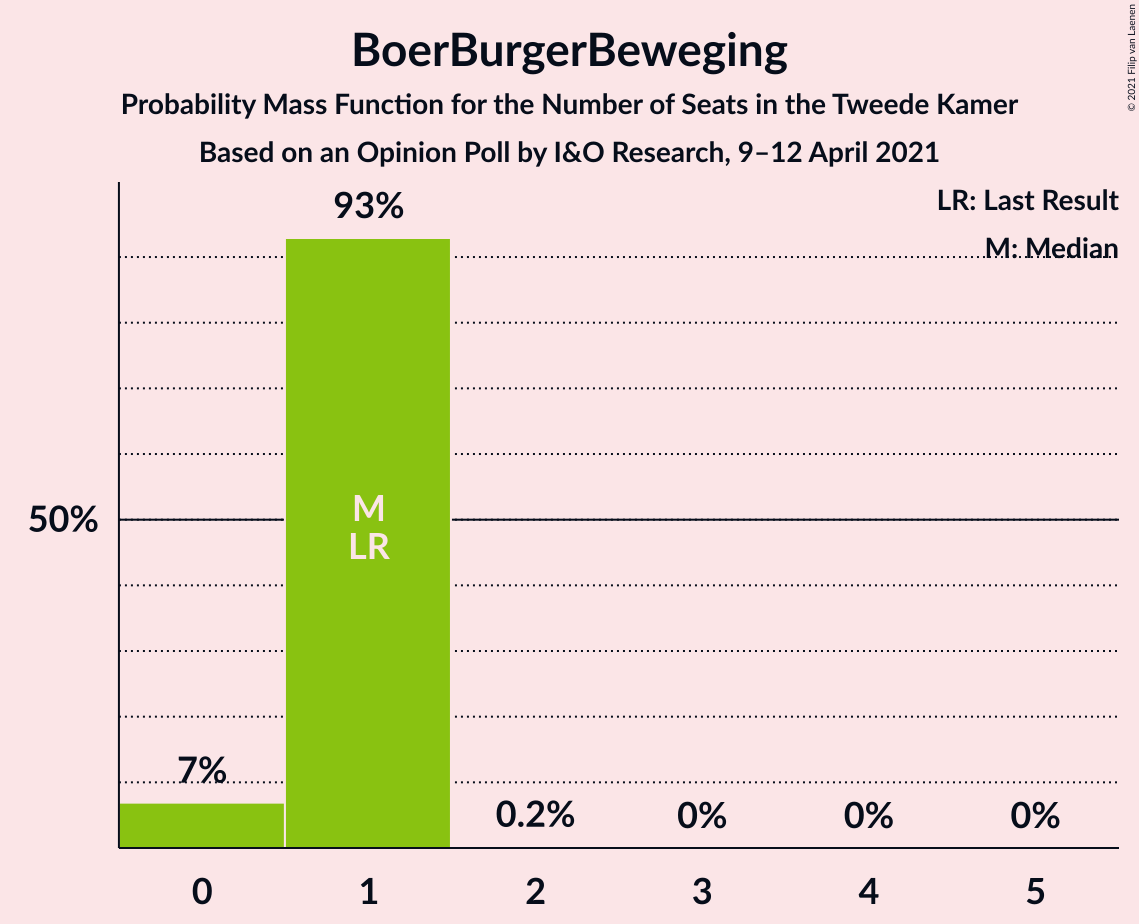 BoerBurgerBeweging
Probability Mass Function for the Number of Seats in the Tweede Kamer
Based on an Opinion Poll by I&O Research, 9–12 April 2021
© 2021 Filip van Laenen
LR: Last Result
M: Median
93%
50%
M
LR
7%
0.2%
0%
0%
0%
0
1
2
3
4
5